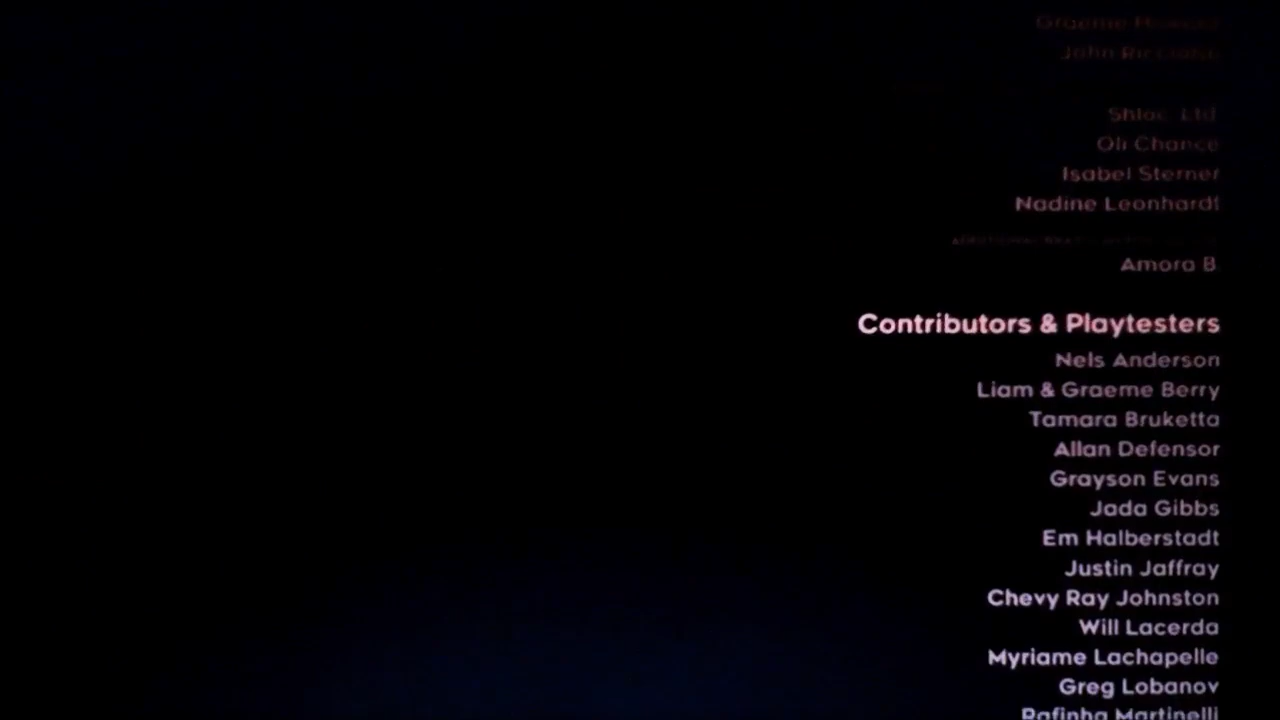 John
Shloc, Ltd.
Oli Chance
Isabel Sterner
Nadine Leonhardt
Amora B.
Contributors & Playtesters
Nels Anderson
Liam & Graeme Berry
Tamara Bruketta
Allan Defensor
Grayson Evans
Jada Gibbs
Em Halberstadt
Justin Jaffray
Chevy Ray Johnston
Will Lacerda
Myriame Lachapelle
Greg Lobanov
Rafinha Martinelli